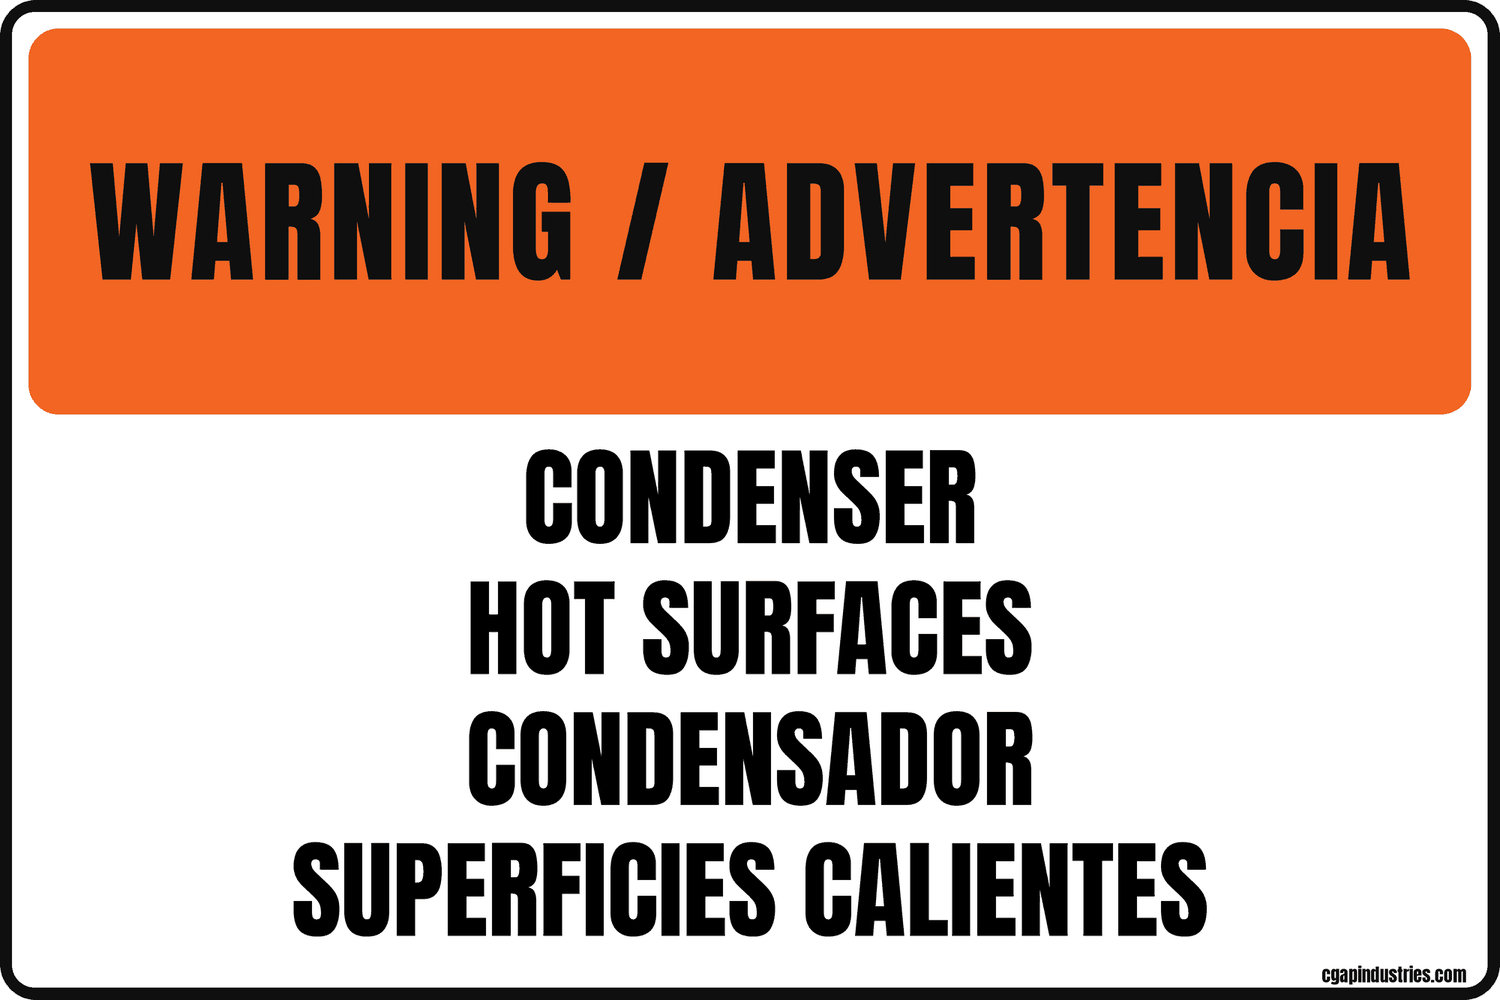 WARNING / ADVERTENCIA
CONDENSER
HOT SURFACES
CONDENSADOR
SUPERFICIES CALIENTES
cgapindustries.com